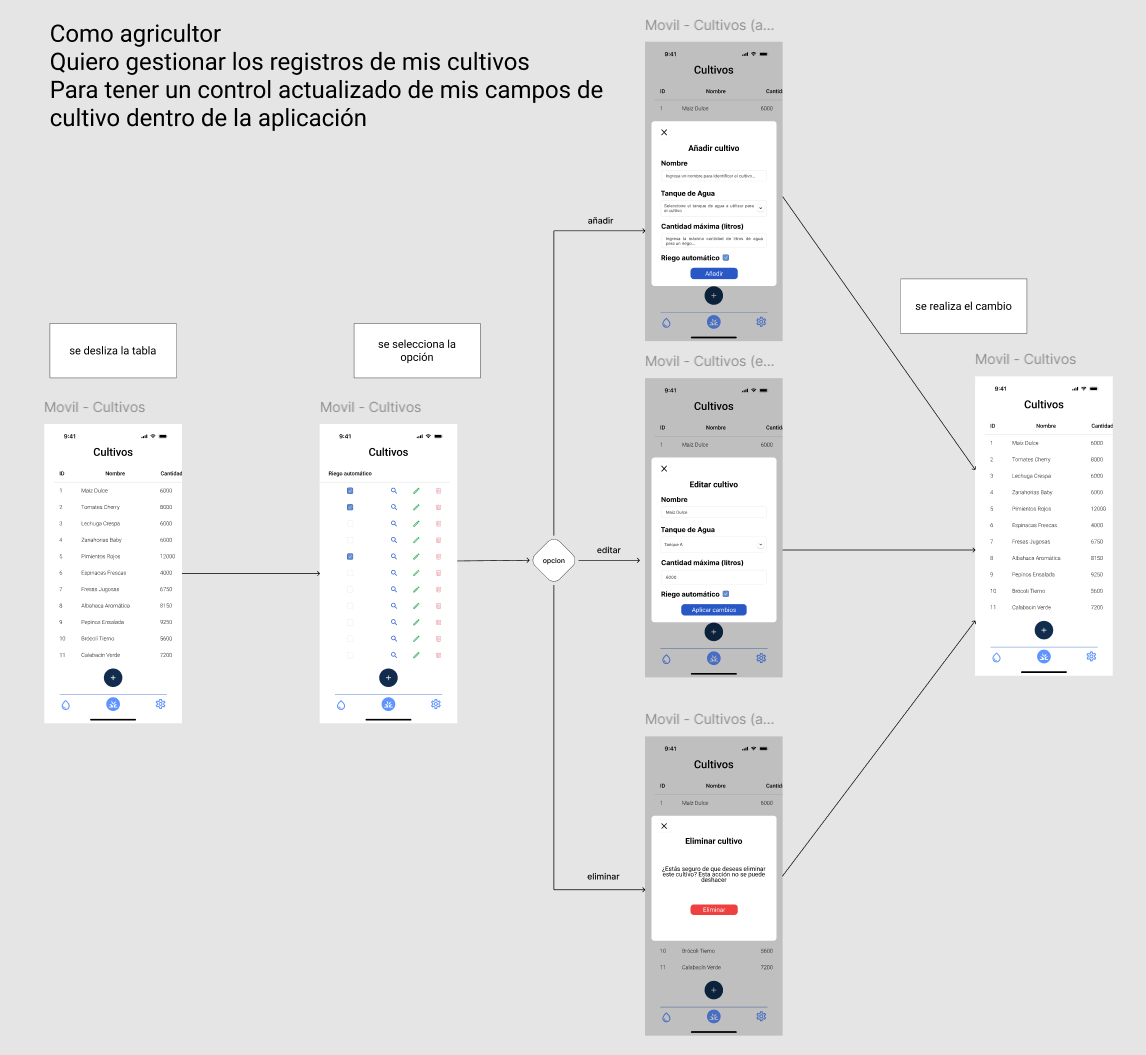 Como agricultor
Quiero gestionar los registros de mis cultivos
Para tener un control actualizado de mis campos de
cultivo dentro de la aplicación
Movil - Cultivos (a...
9:41
Cultivos
ID Nombre Cantid
1 Maíz Dulce 6000
Añadir cultivo
Nombre
Ingresa un nombre para identificar el cultivo...
Tanque de Agua
Seleccione el tanque de agua a utilizar para
el cultivo
Cantidad máxima (litros)
Ingresa la máxima cantidad de litros de agua
para un riego...
Riego automático
Añadir
+
añadir
se desliza la tabla
se selecciona la
opción
se realiza el cambio
Movil - Cultivos
9:41
Cultivos
ID Nombre Cantidad
1 Maíz Dulce 6000
2 Tomates Cherry 8000
3 Lechuga Crespa 6000
4 Zanahorias Baby 6000
5 Pimientos Rojos 12000
6 Espinacas Frescas 4000
7 Fresas Jugosas 6750
8 Albahaca Aromática 8150
9 Pepinos Ensalada 9250
10 Brócoli Tierno 5600
11 Calabacín Verde 7200
+
Movil - Cultivos
9:41
Cultivos
Riego automático
+
opcion
editar
Movil - Cultivos (e...
9:41
Cultivos
ID Nombre Cantid
1 Maíz Dulce 6000
Editar cultivo
Nombre
Maíz Dulce
Tanque de Agua
Tanque A
Cantidad máxima (litros)
6000
Riego automático
Aplicar cambios
+
Movil - Cultivos
9:41
Cultivos
ID Nombre Cantidad
1 Maíz Dulce 6000
2 Tomates Cherry 8000
3 Lechuga Crespa 6000
4 Zanahorias Baby 6000
5 Pimientos Rojos 12000
6 Espinacas Frescas 4000
7 Fresas Jugosas 6750
8 Albahaca Aromática 8150
9 Pepinos Ensalada 9250
10 Brócoli Tierno 5600
11 Calabacín Verde 7200
+
eliminar
Movil - Cultivos (a...
9:41
Cultivos
ID Nombre Cantid
1 Maíz Dulce 6000
Eliminar cultivo
¿Estás seguro de que deseas eliminar
este cultivo? Esta acción no se puede
deshacer
Eliminar
10 Brócoli Tierno 5600
11 Calabacín Verde 7200
+